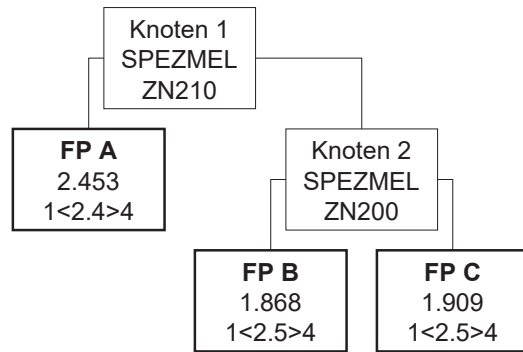 Knoten 1
SPEZMEL
ZN210
FP A
2.453
1<2.4>4
Knoten 2
SPEZMEL
ZN200
FP B
1.868
1<2.5>4
FP C
1.909
1<2.5>4